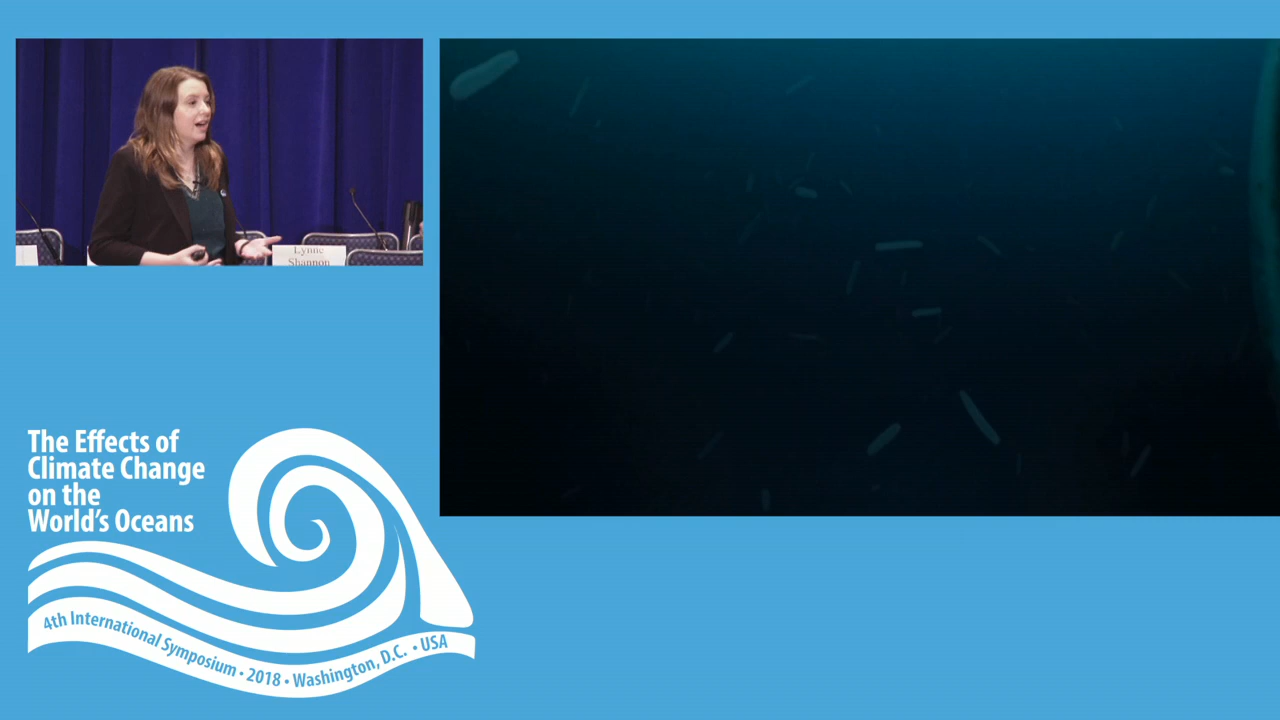 Lynne
Shannon
The Effects of
Climate Change
on the
World's Oceans
4th International Symposium • 2018 • Washington, D.C. • USA